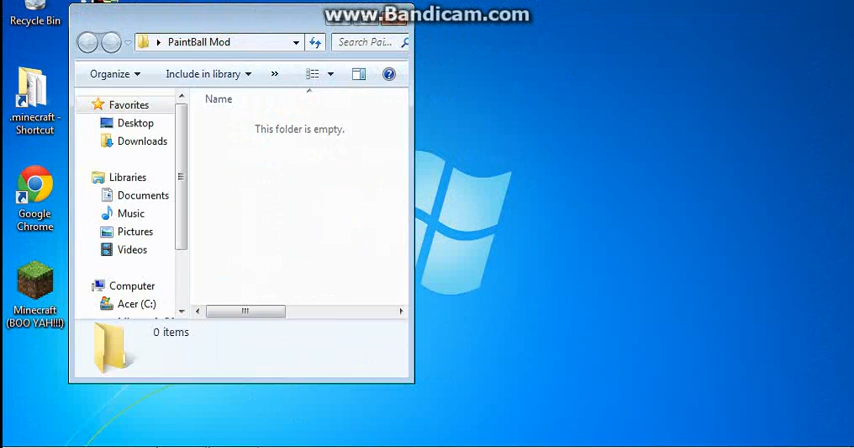 www.Bandicam.com
Recycle Bin
PaintBall Mod
Search Pai...
Organize
Include in library
»
Favorites
Desktop
Downloads
Libraries
Documents
Music
Pictures
Videos
Computer
Acer (C:)
Name
This folder is empty.
0 items
.minecraft -
Shortcut
Google
Chrome
Minecraft
(BOO YAH!!!)